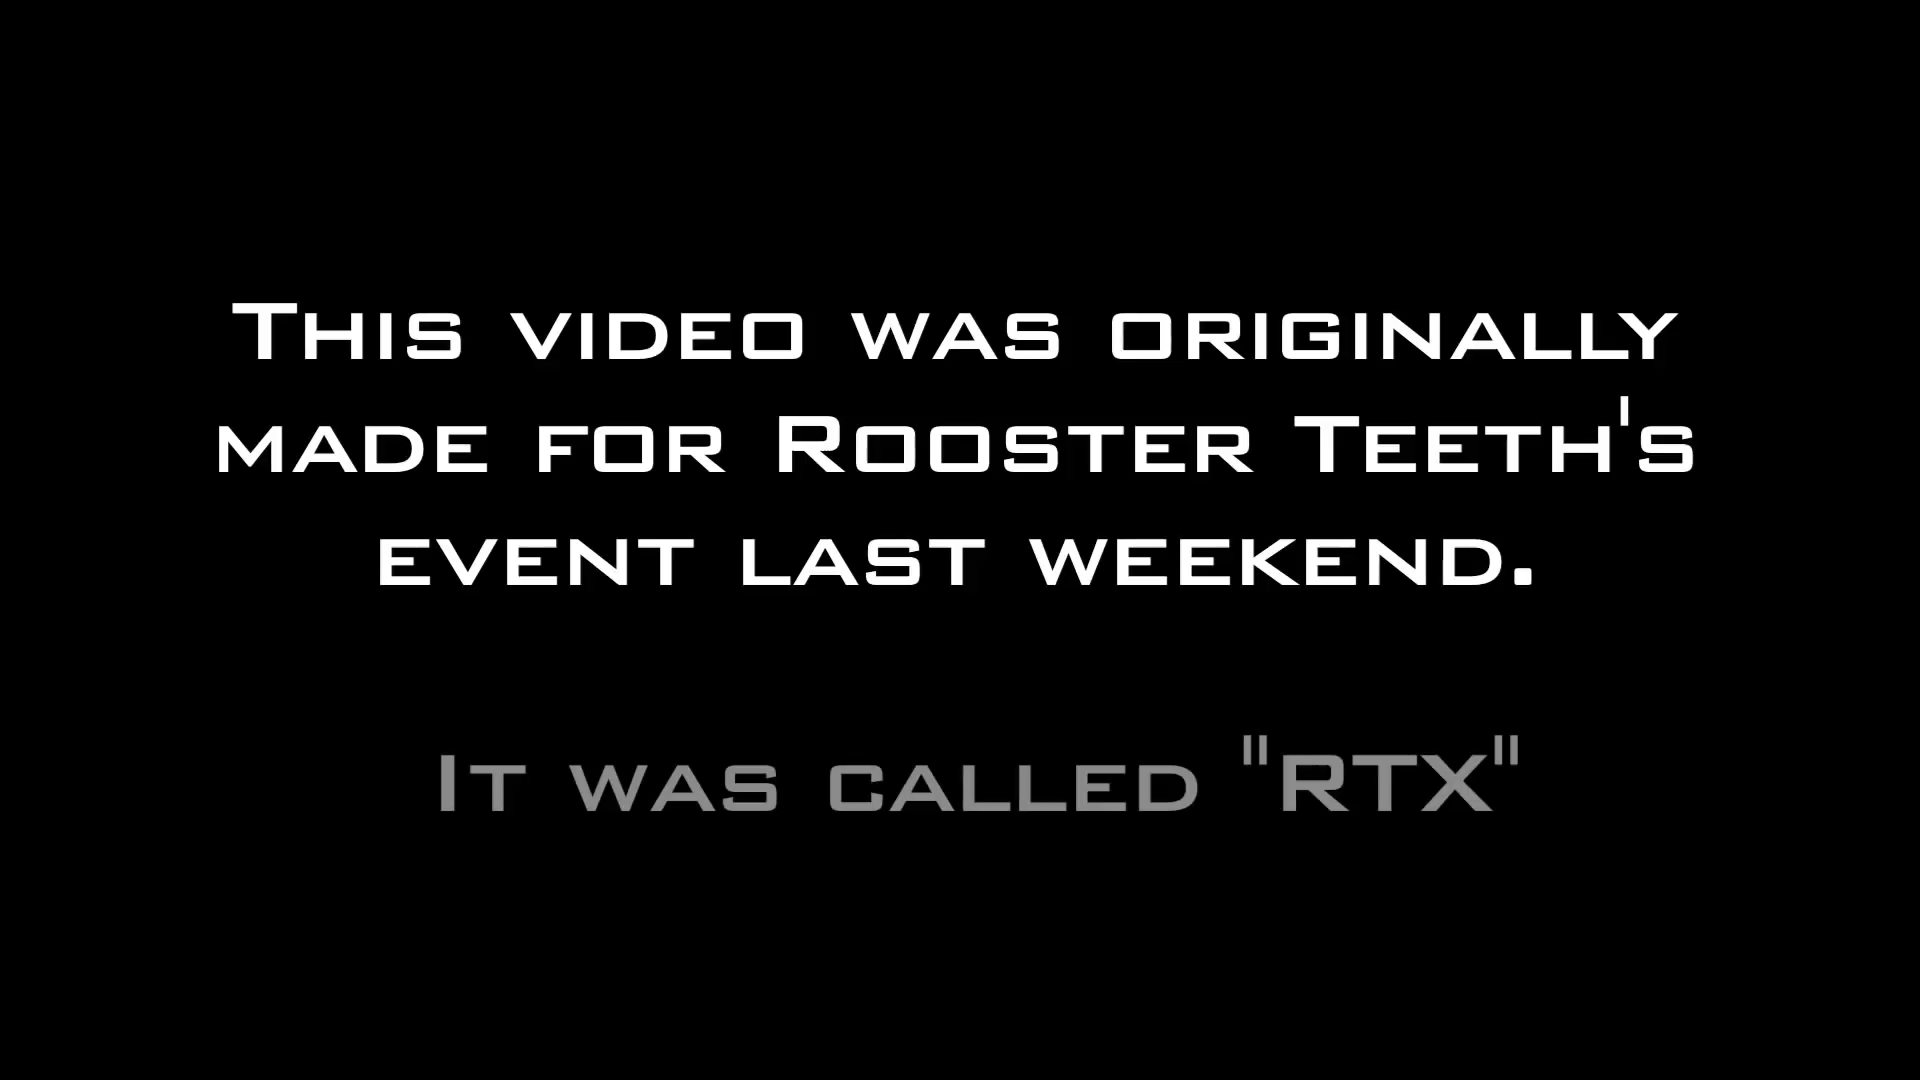 This video was originally
made for Rooster Teeth's
event last weekend.
It was called "RTX"